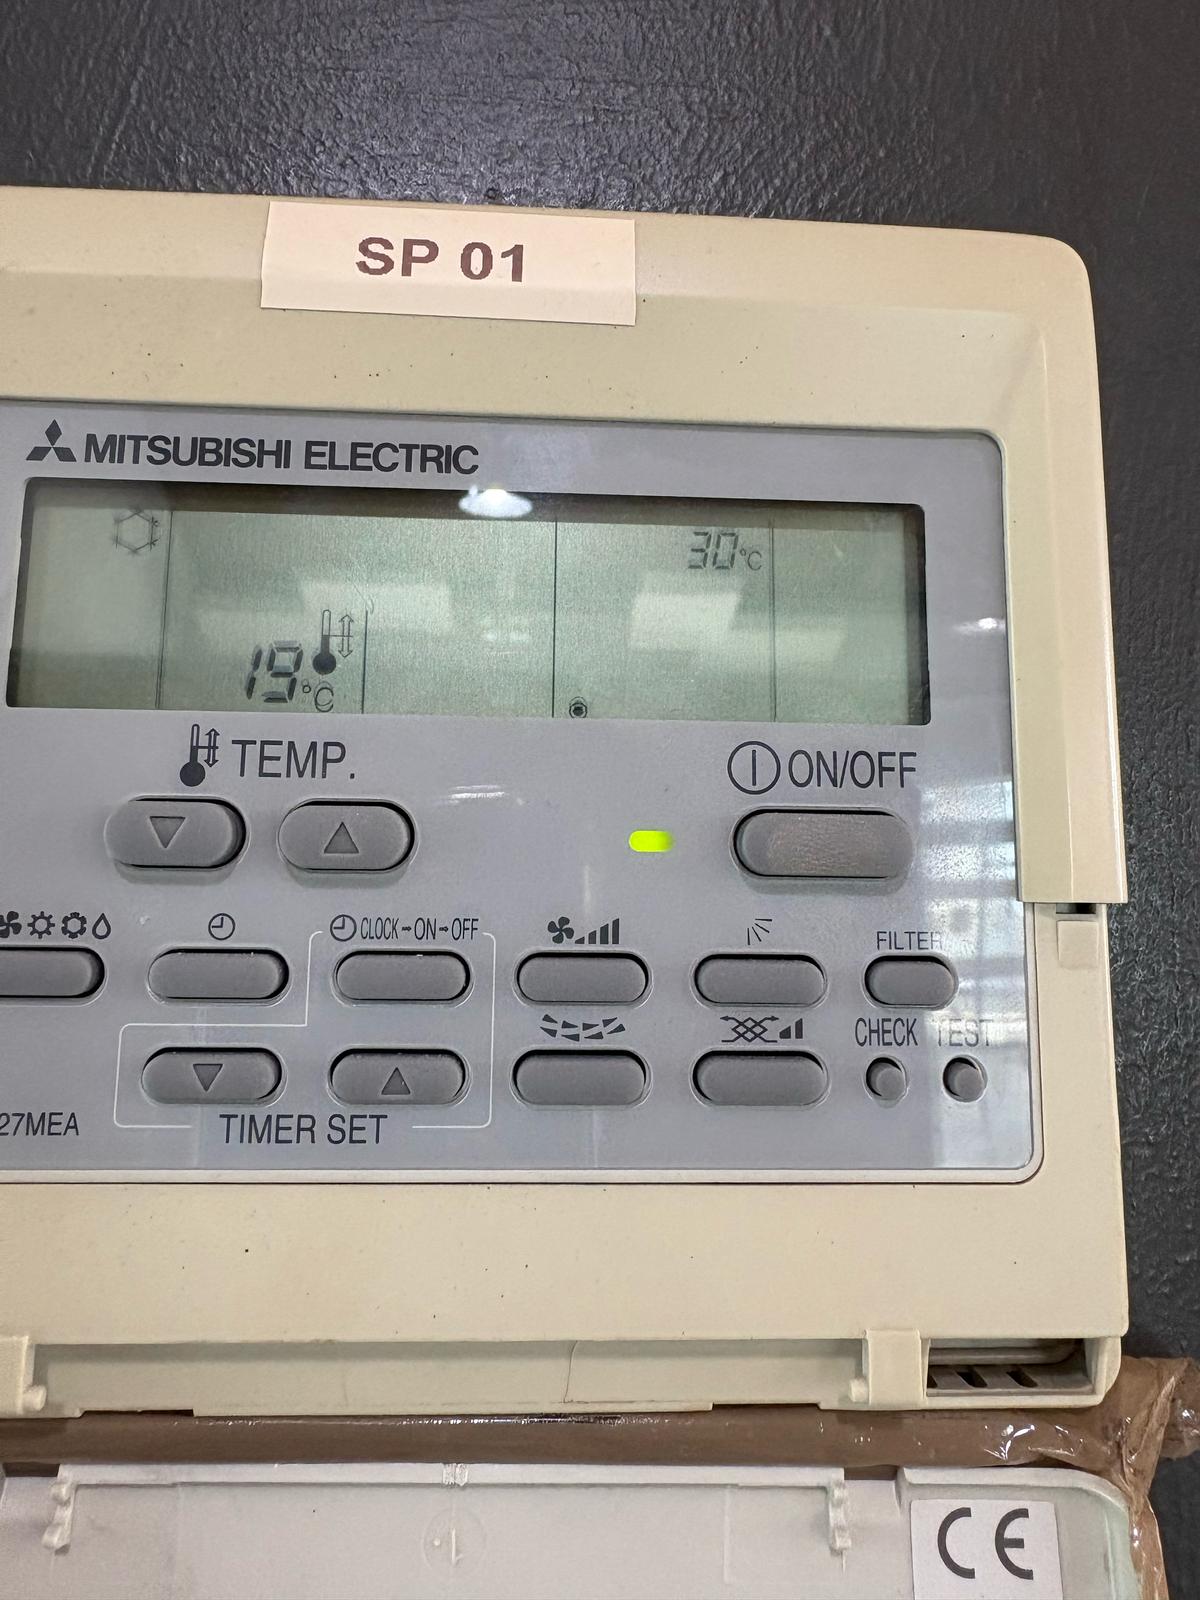 SP 01
MITSUBISHI ELECTRIC
30°C
19°C
TEMP.
ON/OFF
CLOCK→ON→OFF
FILTER
CHECK TEST
27MEA
TIMER SET
CE